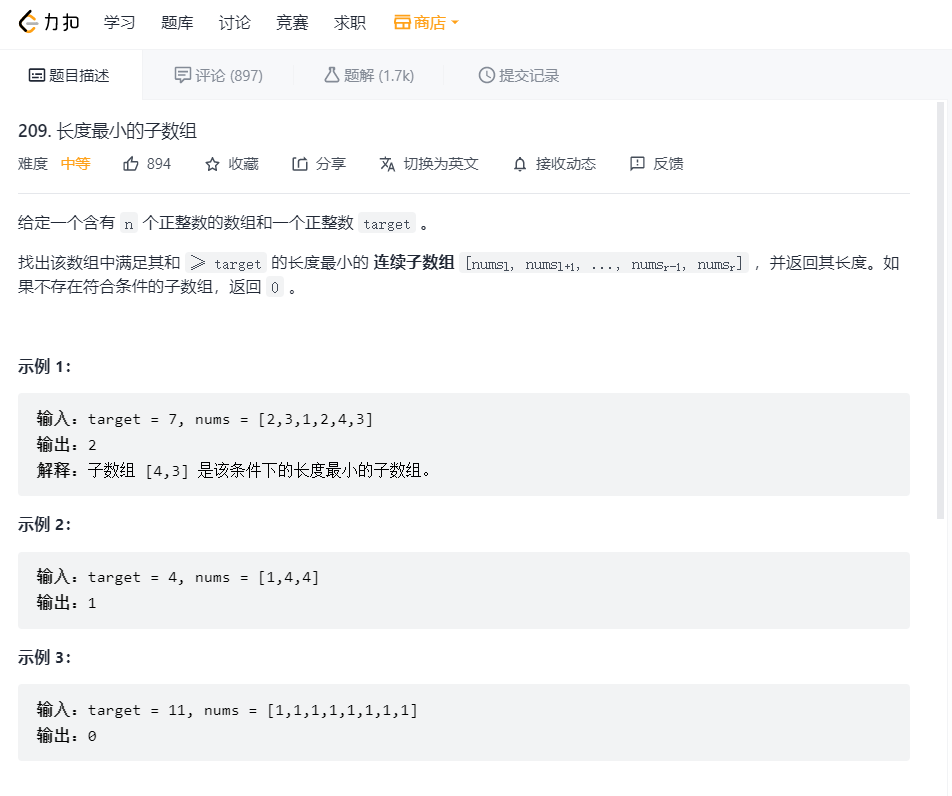 力扣 学习 题库 讨论 竞赛 求职 商店
题目描述 评论 (897) 题解 (1.7k) 提交记录
209. 长度最小的子数组
难度 中等 894 收藏 分享 切换为英文 接收动态 反馈
给定一个含有 n 个正整数的数组和一个正整数 target 。
找出该数组中满足其和 ≥ target 的长度最小的 连续子数组 [numsl, numsl+1, ..., numsr-1, numsr] ，并返回其长度。如
果不存在符合条件的子数组，返回 0 。
示例 1：
输入：target = 7, nums = [2,3,1,2,4,3]
输出：2
解释：子数组 [4,3] 是该条件下的长度最小的子数组。
示例 2：
输入：target = 4, nums = [1,4,4]
输出：1
示例 3：
输入：target = 11, nums = [1,1,1,1,1,1,1,1]
输出：0